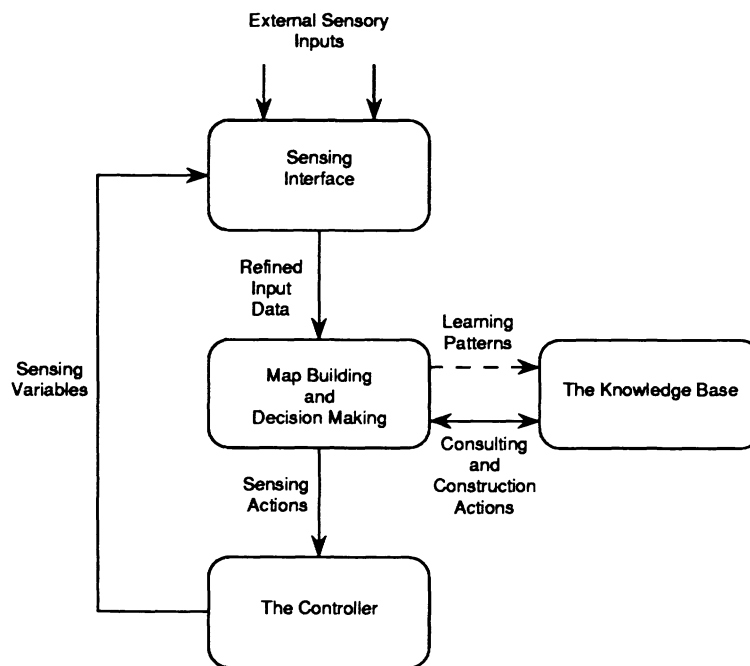 External Sensory
Inputs
Sensing
Interface
Refined
Input
Data
Learning
Patterns
Sensing
Variables
Map Building
and
Decision Making
The Knowledge Base
Consulting
and
Construction
Actions
Sensing
Actions
The Controller